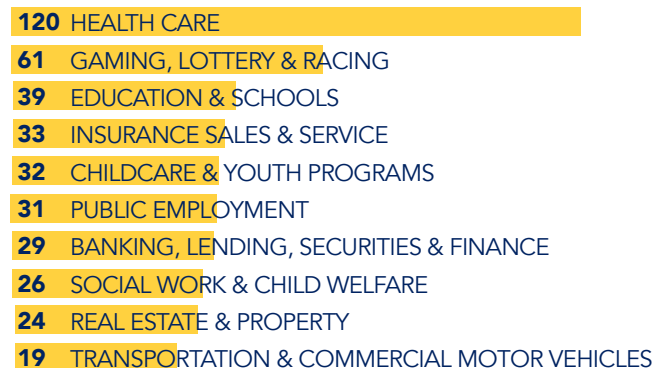 120 HEALTH CARE
61 GAMING, LOTTERY & RACING
39 EDUCATION & SCHOOLS
33 INSURANCE SALES & SERVICE
32 CHILDCARE & YOUTH PROGRAMS
31 PUBLIC EMPLOYMENT
29 BANKING, LENDING, SECURITIES & FINANCE
26 SOCIAL WORK & CHILD WELFARE
24 REAL ESTATE & PROPERTY
19 TRANSPORTATION & COMMERCIAL MOTOR VEHICLES